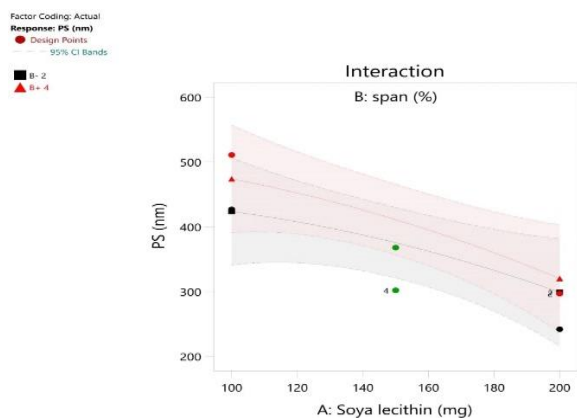 Factor Coding: Actual
Response: PS (nm)
Design Points
95% CI Bands
B- 2
B+ 4
Interaction
B: span (%)
600
500
400
300
200
PS (nm)
4
2
100
120
140
160
180
200
A: Soya lecithin (mg)